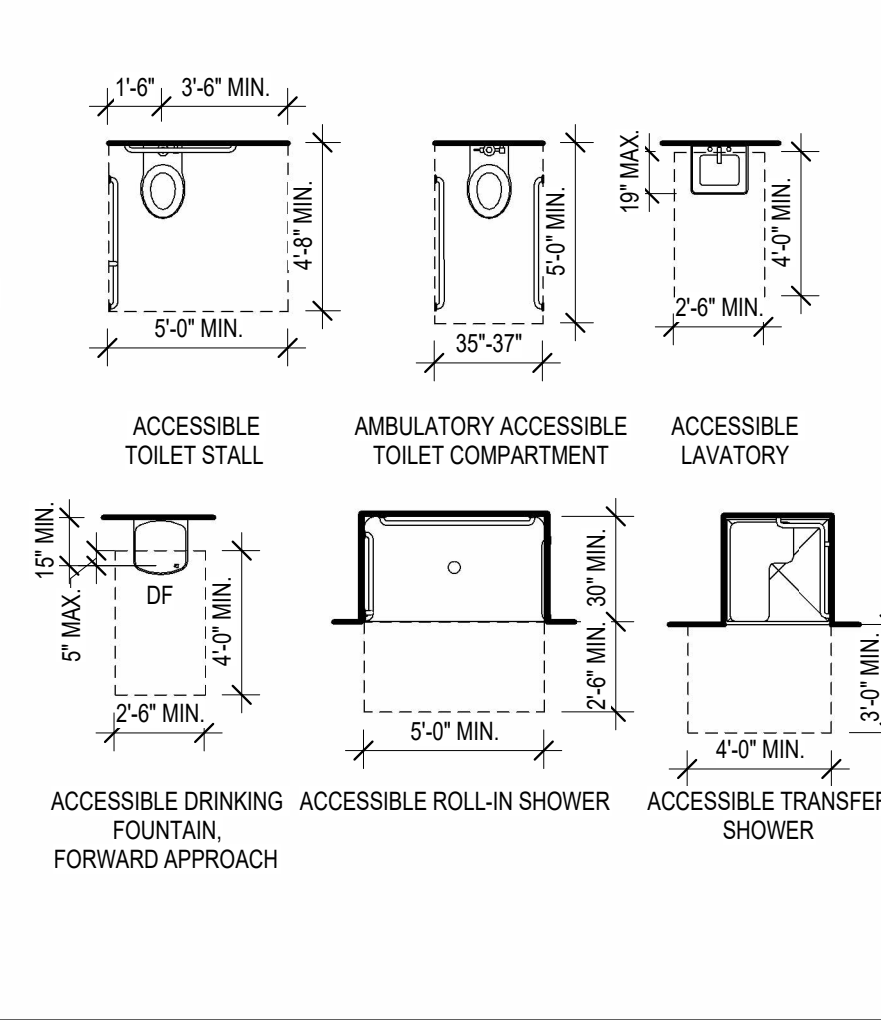 1'-6" 3'-6" MIN.
4'-8" MIN.
5'-0" MIN.
ACCESSIBLE
TOILET STALL
5'-0" MIN.
35"-37"
AMBULATORY ACCESSIBLE
TOILET COMPARTMENT
19" MAX.
4'-0" MIN.
2'-6" MIN.
ACCESSIBLE
LAVATORY
15" MIN.
5" MAX.
DF
4'-0" MIN.
2'-6" MIN.
ACCESSIBLE DRINKING
FOUNTAIN,
FORWARD APPROACH
30" MIN.
2'-6" MIN.
5'-0" MIN.
ACCESSIBLE ROLL-IN SHOWER
3'-0" MIN.
4'-0" MIN.
ACCESSIBLE TRANSFER
SHOWER